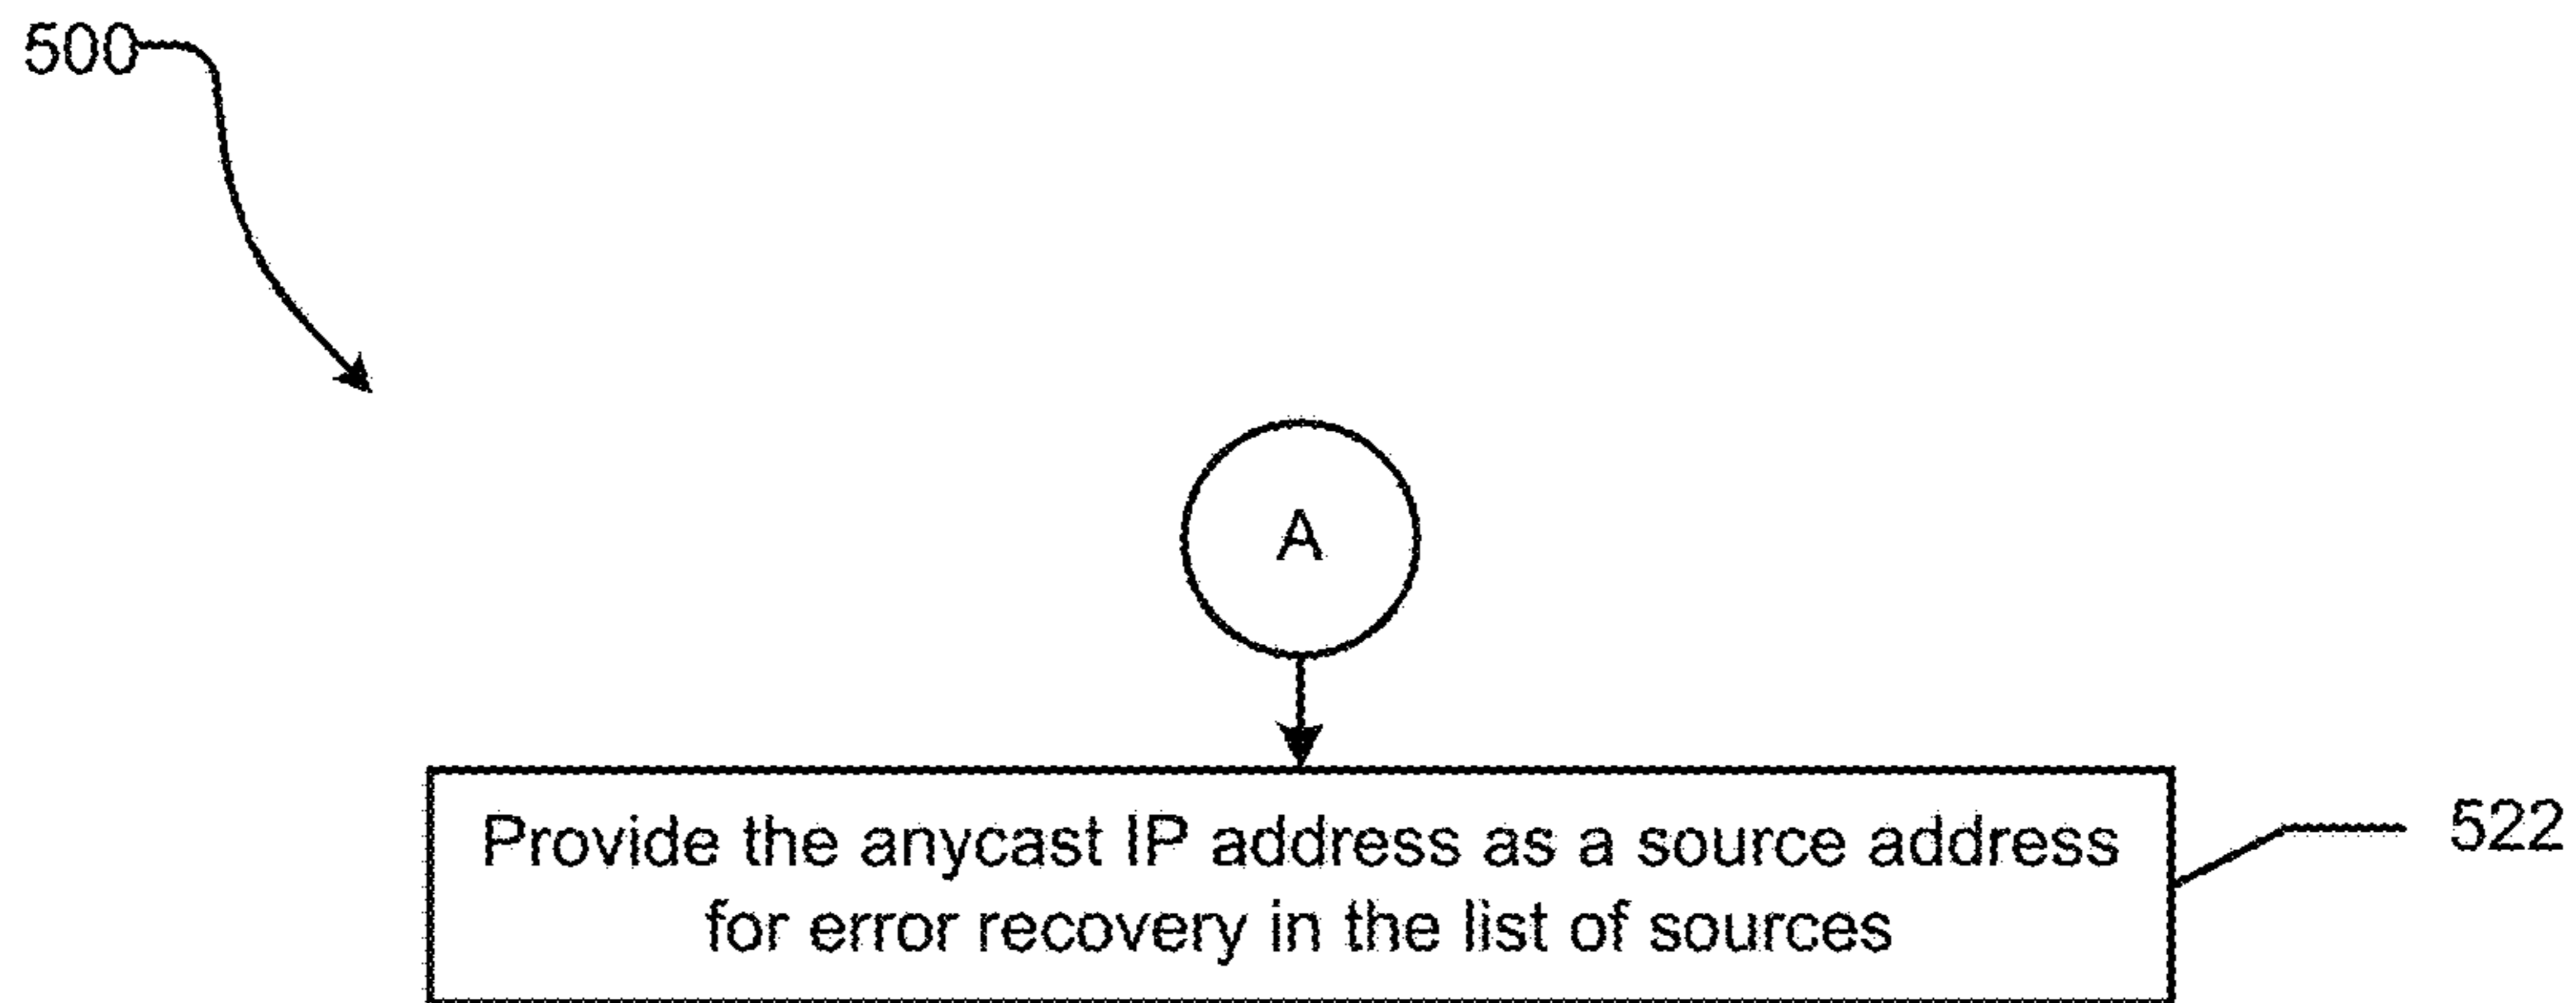 500
A
Provide the anycast IP address as a source address
for error recovery in the list of sources
522